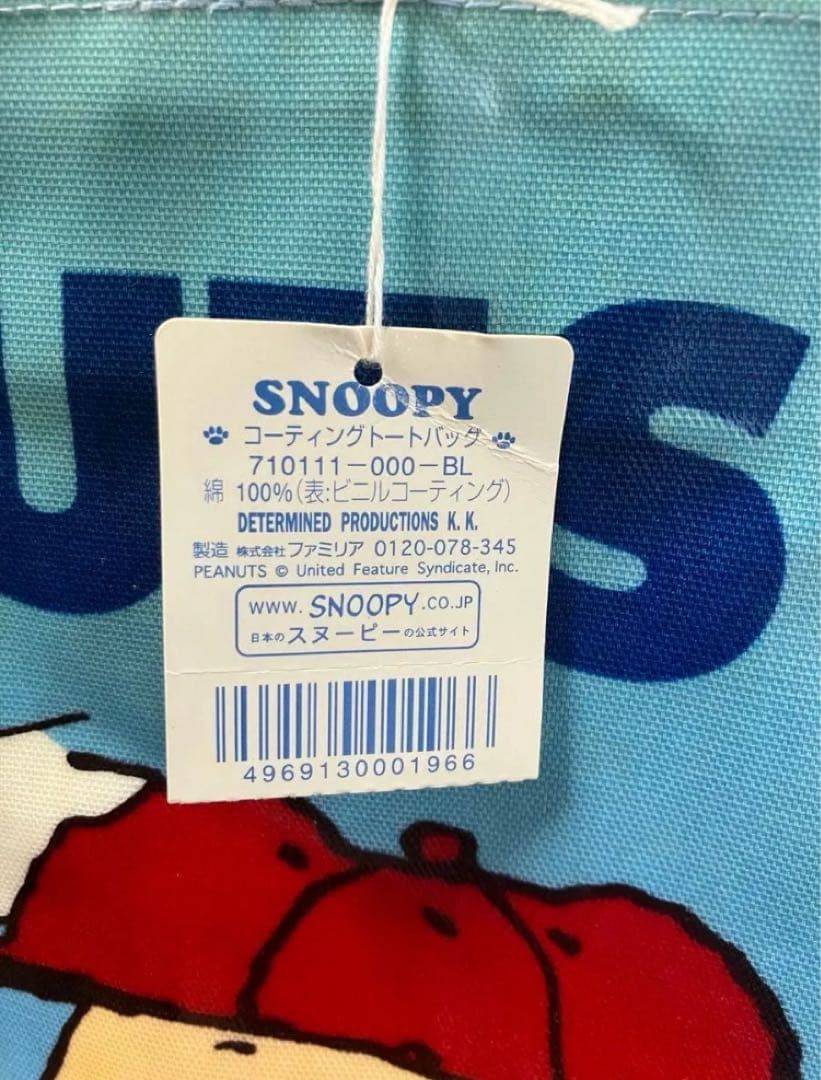 UTS
SNOOPY
コーティングトートバッグ
710111-000-BL
綿 100%(表:ビニルコーティング)
DETERMINED PRODUCTIONS K. K.
製造 株式会社ファミリア 0120-078-345
PEANUTS © United Feature Syndicate, Inc.
WWW. SNOOPY.CO.JP
日本のスヌーピーの公式サイト
4969130001966